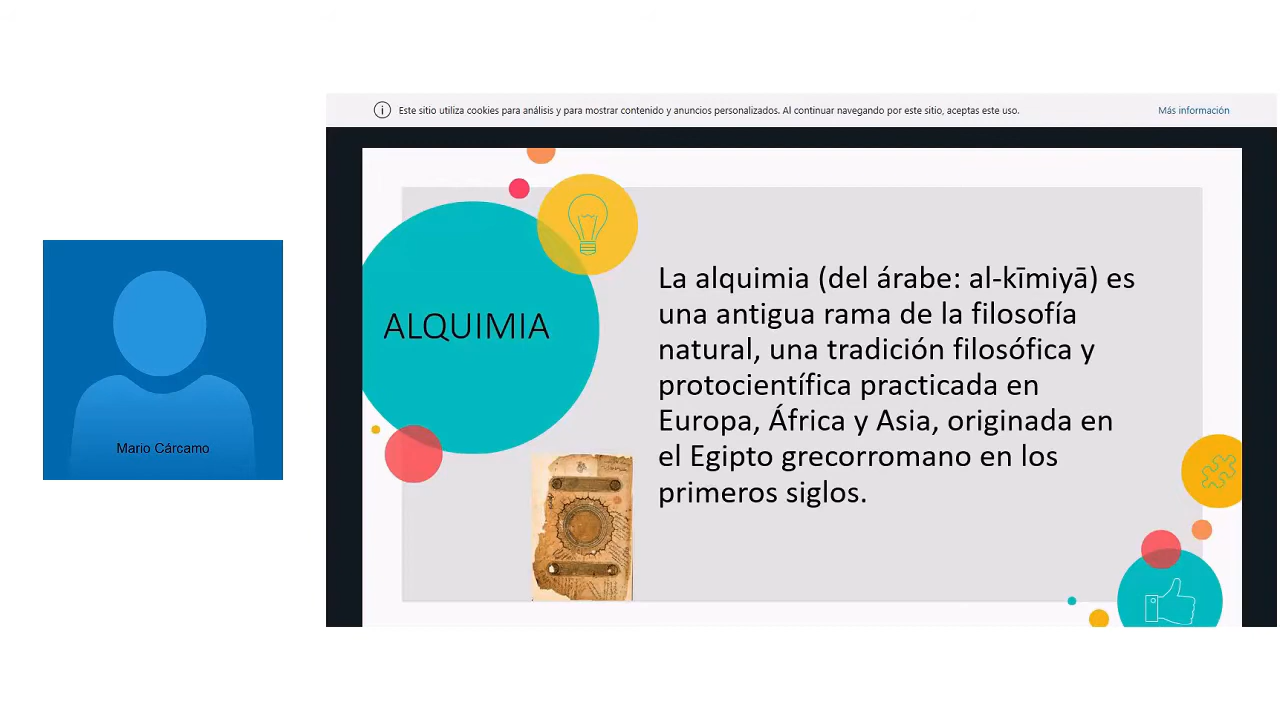 Este sitio utiliza cookies para análisis y para mostrar contenido y anuncios personalizados. Al continuar navegando por este sitio, aceptas este uso.
Más información
ALQUIMIA
La alquimia (del árabe: al-kīmiyā) es
una antigua rama de la filosofía
natural, una tradición filosófica y
protocientífica practicada en
Europa, África y Asia, originada en
el Egipto grecorromano en los
primeros siglos.
Mario Cárcamo